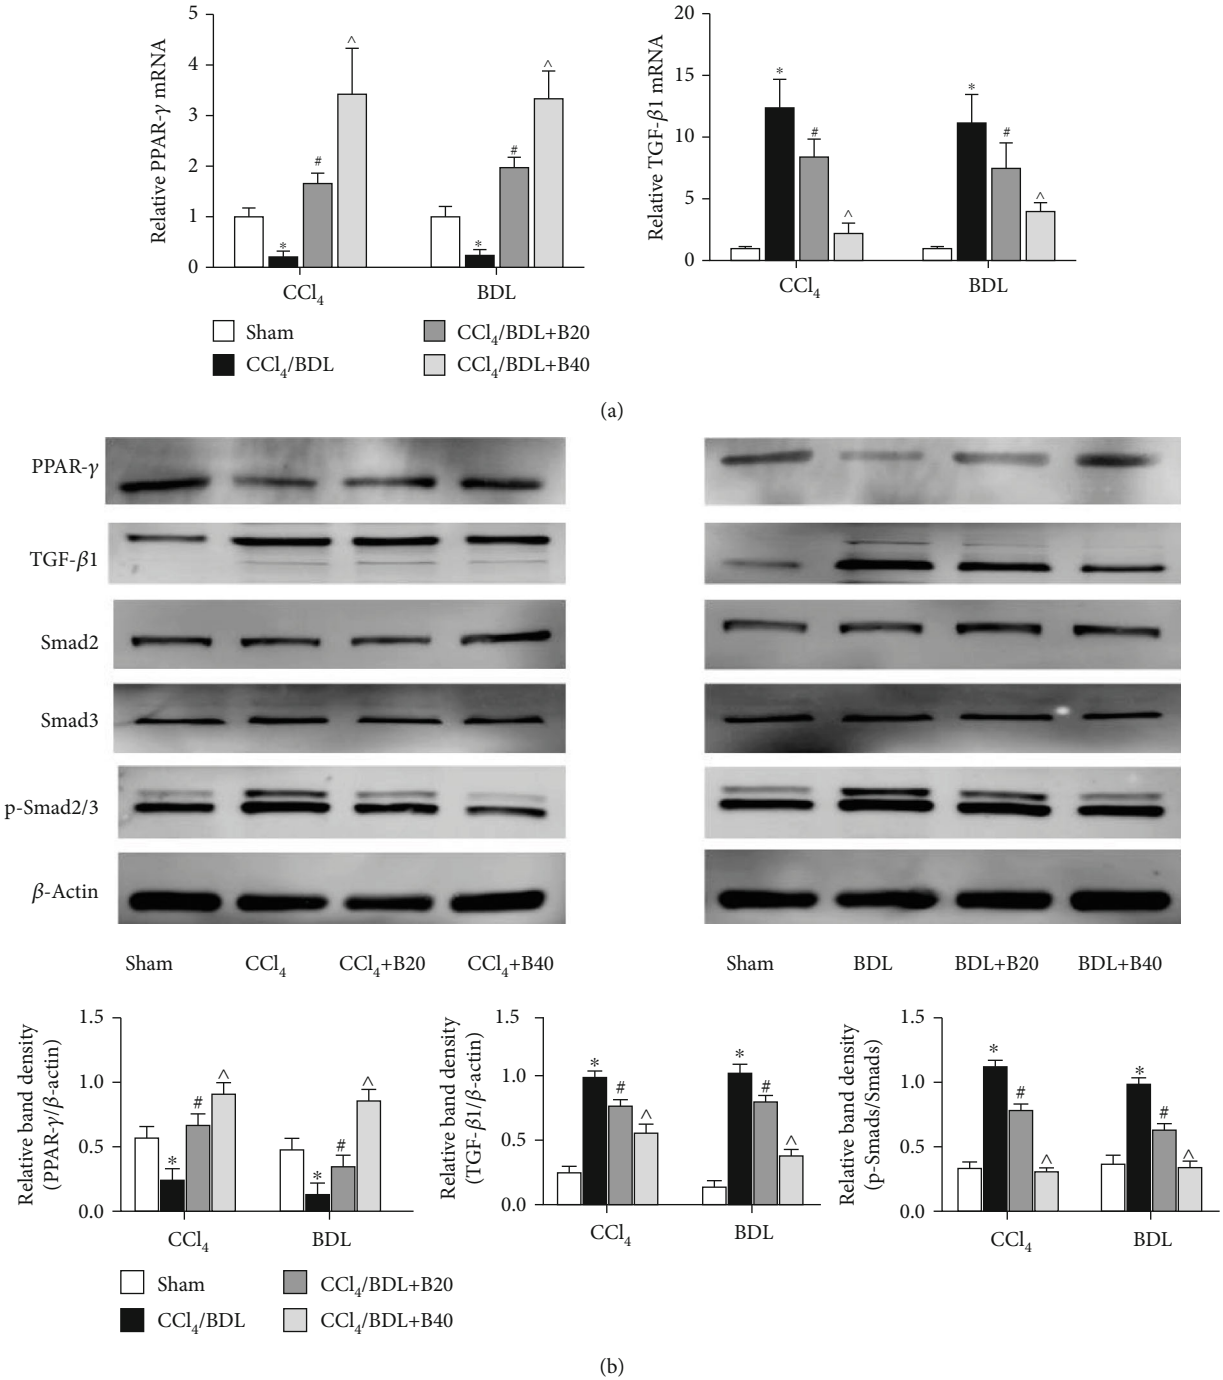 Relative PPAR-γ mRNA
5
4
3
2
1
0
* # ^ * # ^
CCl₄ BDL
Relative TGF-β1 mRNA
20
15
10
5
0
* # ^ * # ^
CCl₄ BDL
Sham
CCl₄/BDL
CCl₄/BDL+B20
CCl₄/BDL+B40
(a)
PPAR-γ
TGF-β1
Smad2
Smad3
p-Smad2/3
β-Actin
Sham CCl₄ CCl₄+B20 CCl₄+B40
Sham BDL BDL+B20 BDL+B40
Relative band density
(PPAR-γ/β-actin)
1.5
1.0
0.5
0.0
* # ^ * # ^
CCl₄ BDL
Relative band density
(TGF-β1/β-actin)
1.5
1.0
0.5
0.0
* # ^ * # ^
CCl₄ BDL
Relative band density
(p-Smads/Smads)
1.5
1.0
0.5
0.0
* # ^ * # ^
CCl₄ BDL
Sham
CCl₄/BDL
CCl₄/BDL+B20
CCl₄/BDL+B40
(b)